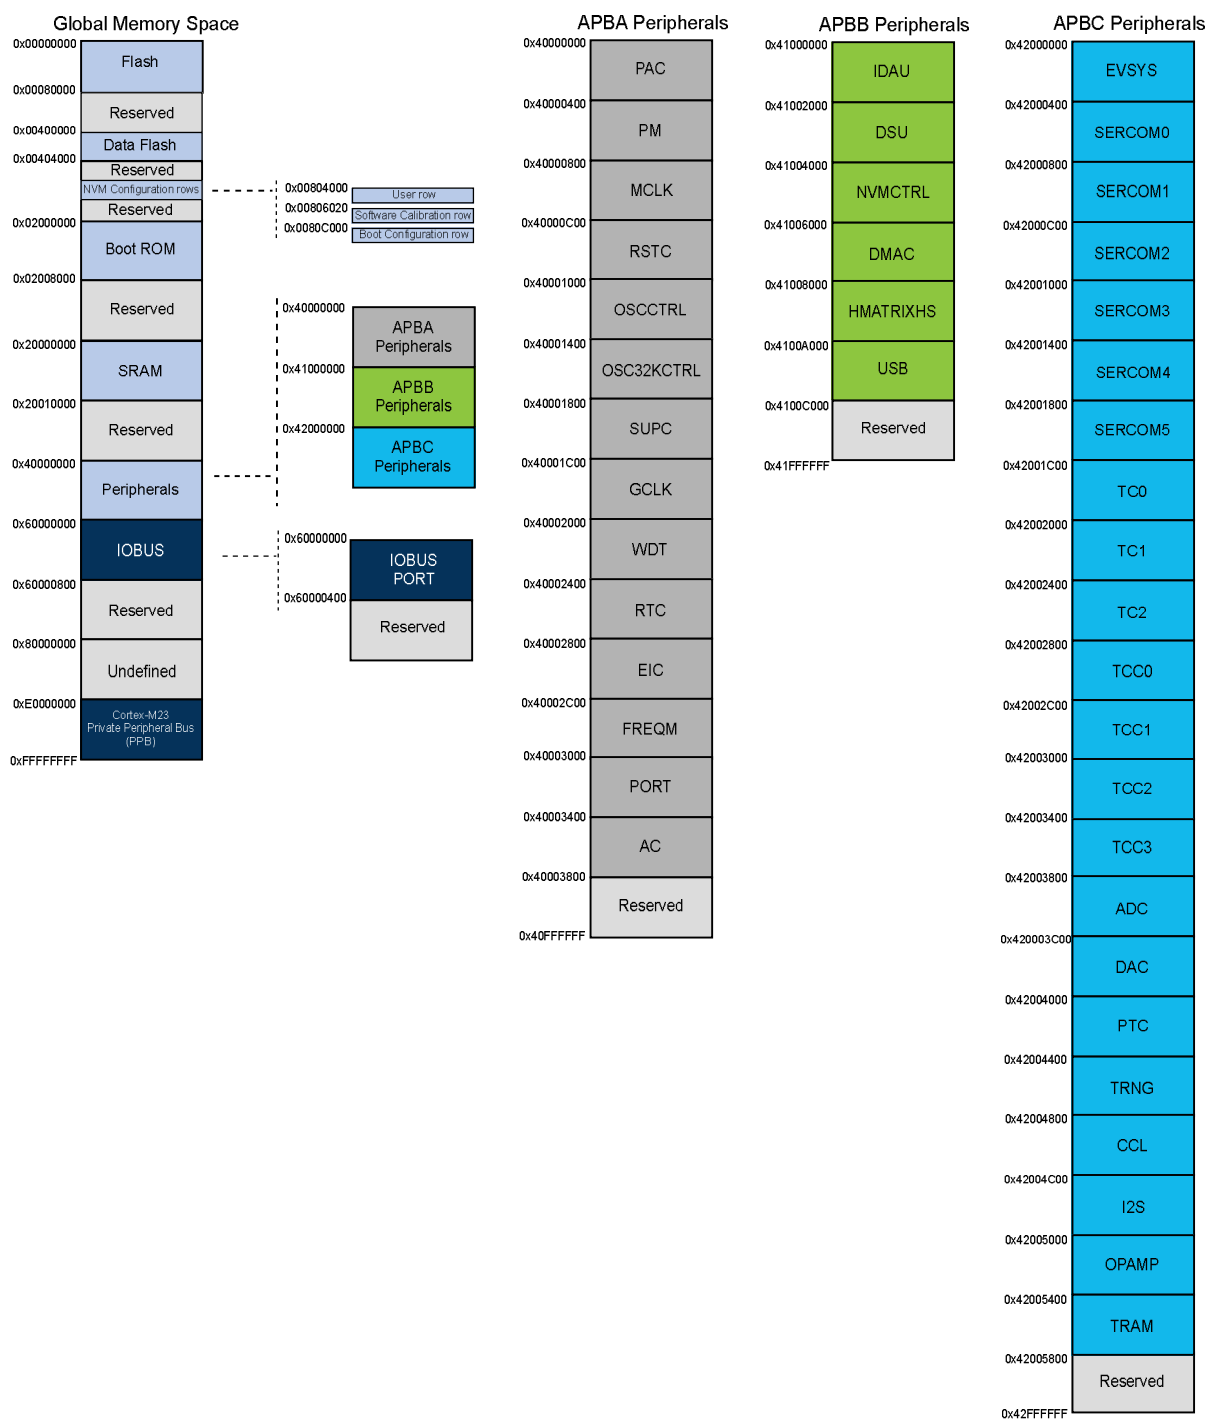 Global Memory Space
0x00000000
Flash
0x00080000
Reserved
0x00400000
Data Flash
0x00404000
Reserved
NVM Configuration rows
Reserved
0x02000000
Boot ROM
0x02008000
Reserved
0x20000000
SRAM
0x20010000
Reserved
0x40000000
Peripherals
0x60000000
IOBUS
0x60000800
Reserved
0x80000000
Undefined
0xE0000000
Cortex-M23
Private Peripheral Bus
(PPB)
0xFFFFFFFF
0x00804000
User row
0x00806020
Software Calibration row
0x0080C000
Boot Configuration row
0x40000000
APBA
Peripherals
0x41000000
APBB
Peripherals
0x42000000
APBC
Peripherals
0x60000000
IOBUS
PORT
0x60000400
Reserved
APBA Peripherals
0x40000000
PAC
0x40000400
PM
0x40000800
MCLK
0x40000C00
RSTC
0x40001000
OSCCTRL
0x40001400
OSC32KCTRL
0x40001800
SUPC
0x40001C00
GCLK
0x40002000
WDT
0x40002400
RTC
0x40002800
EIC
0x40002C00
FREQM
0x40003000
PORT
0x40003400
AC
0x40003800
Reserved
0x40FFFFFF
APBB Peripherals
0x41000000
IDAU
0x41002000
DSU
0x41004000
NVMCTRL
0x41006000
DMAC
0x41008000
HMATRIXHS
0x4100A000
USB
0x4100C000
Reserved
0x41FFFFFF
APBC Peripherals
0x42000000
EVSYS
0x42000400
SERCOM0
0x42000800
SERCOM1
0x42000C00
SERCOM2
0x42001000
SERCOM3
0x42001400
SERCOM4
0x42001800
SERCOM5
0x42001C00
TC0
0x42002000
TC1
0x42002400
TC2
0x42002800
TCC0
0x42002C00
TCC1
0x42003000
TCC2
0x42003400
TCC3
0x42003800
ADC
0x420003C00
DAC
0x42004000
PTC
0x42004400
TRNG
0x42004800
CCL
0x42004C00
I2S
0x42005000
OPAMP
0x42005400
TRAM
0x42005800
Reserved
0x42FFFFFF